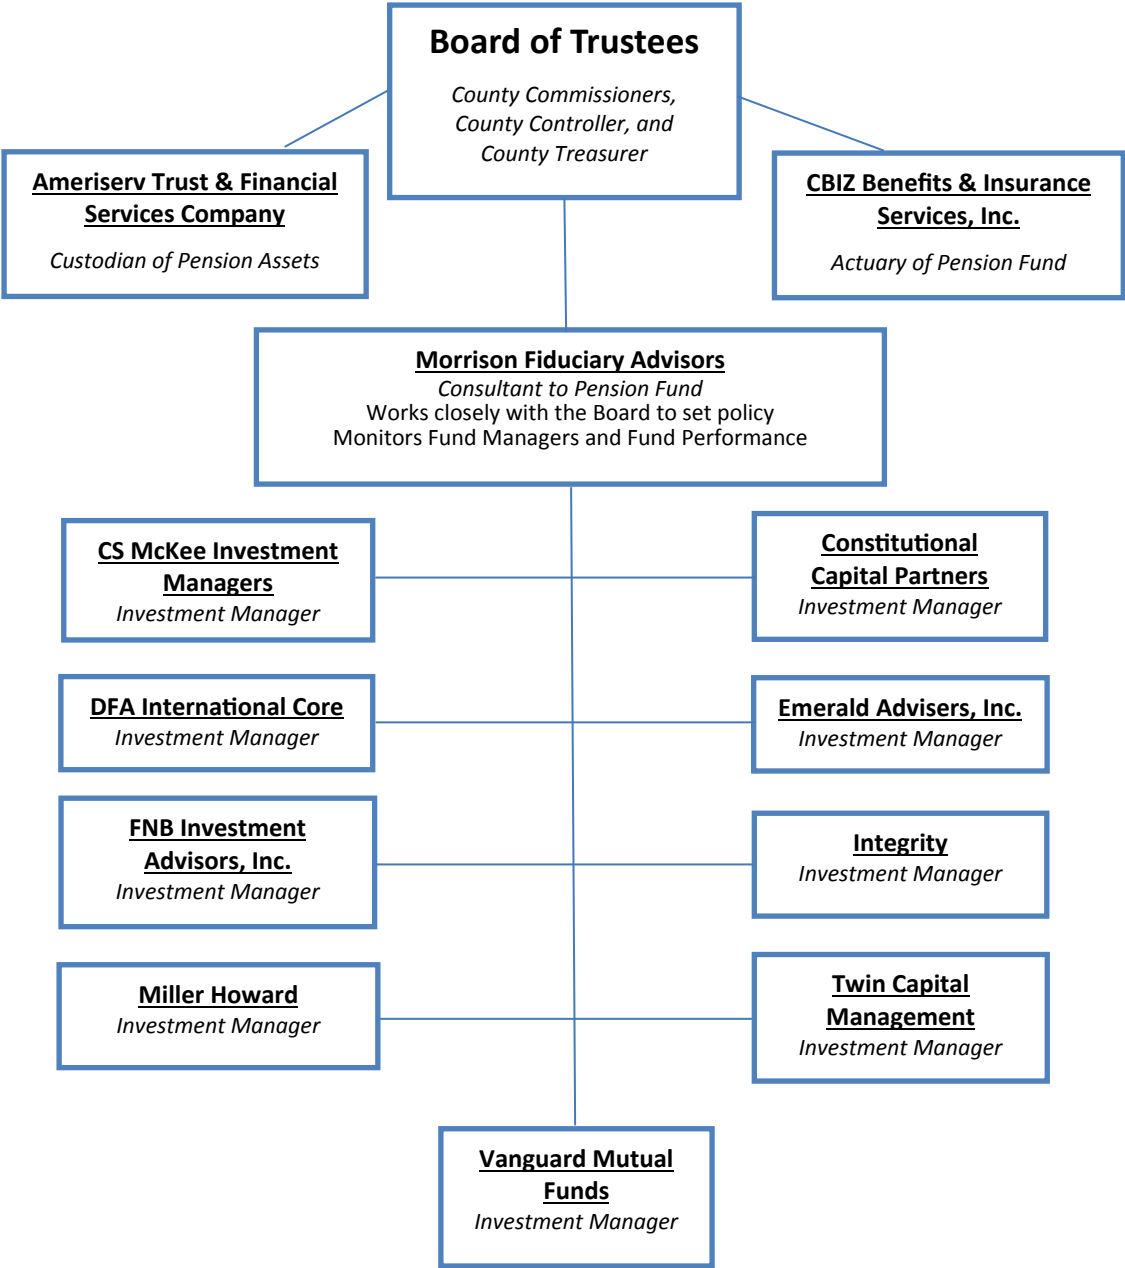 Board of Trustees
County Commissioners,
County Controller, and
County Treasurer
Ameriserv Trust & Financial
Services Company
Custodian of Pension Assets
CBIZ Benefits & Insurance
Services, Inc.
Actuary of Pension Fund
Morrison Fiduciary Advisors
Consultant to Pension Fund
Works closely with the Board to set policy
Monitors Fund Managers and Fund Performance
CS McKee Investment
Managers
Investment Manager
Constitutional
Capital Partners
Investment Manager
DFA International Core
Investment Manager
Emerald Advisers, Inc.
Investment Manager
FNB Investment
Advisors, Inc.
Investment Manager
Integrity
Investment Manager
Miller Howard
Investment Manager
Twin Capital
Management
Investment Manager
Vanguard Mutual
Funds
Investment Manager